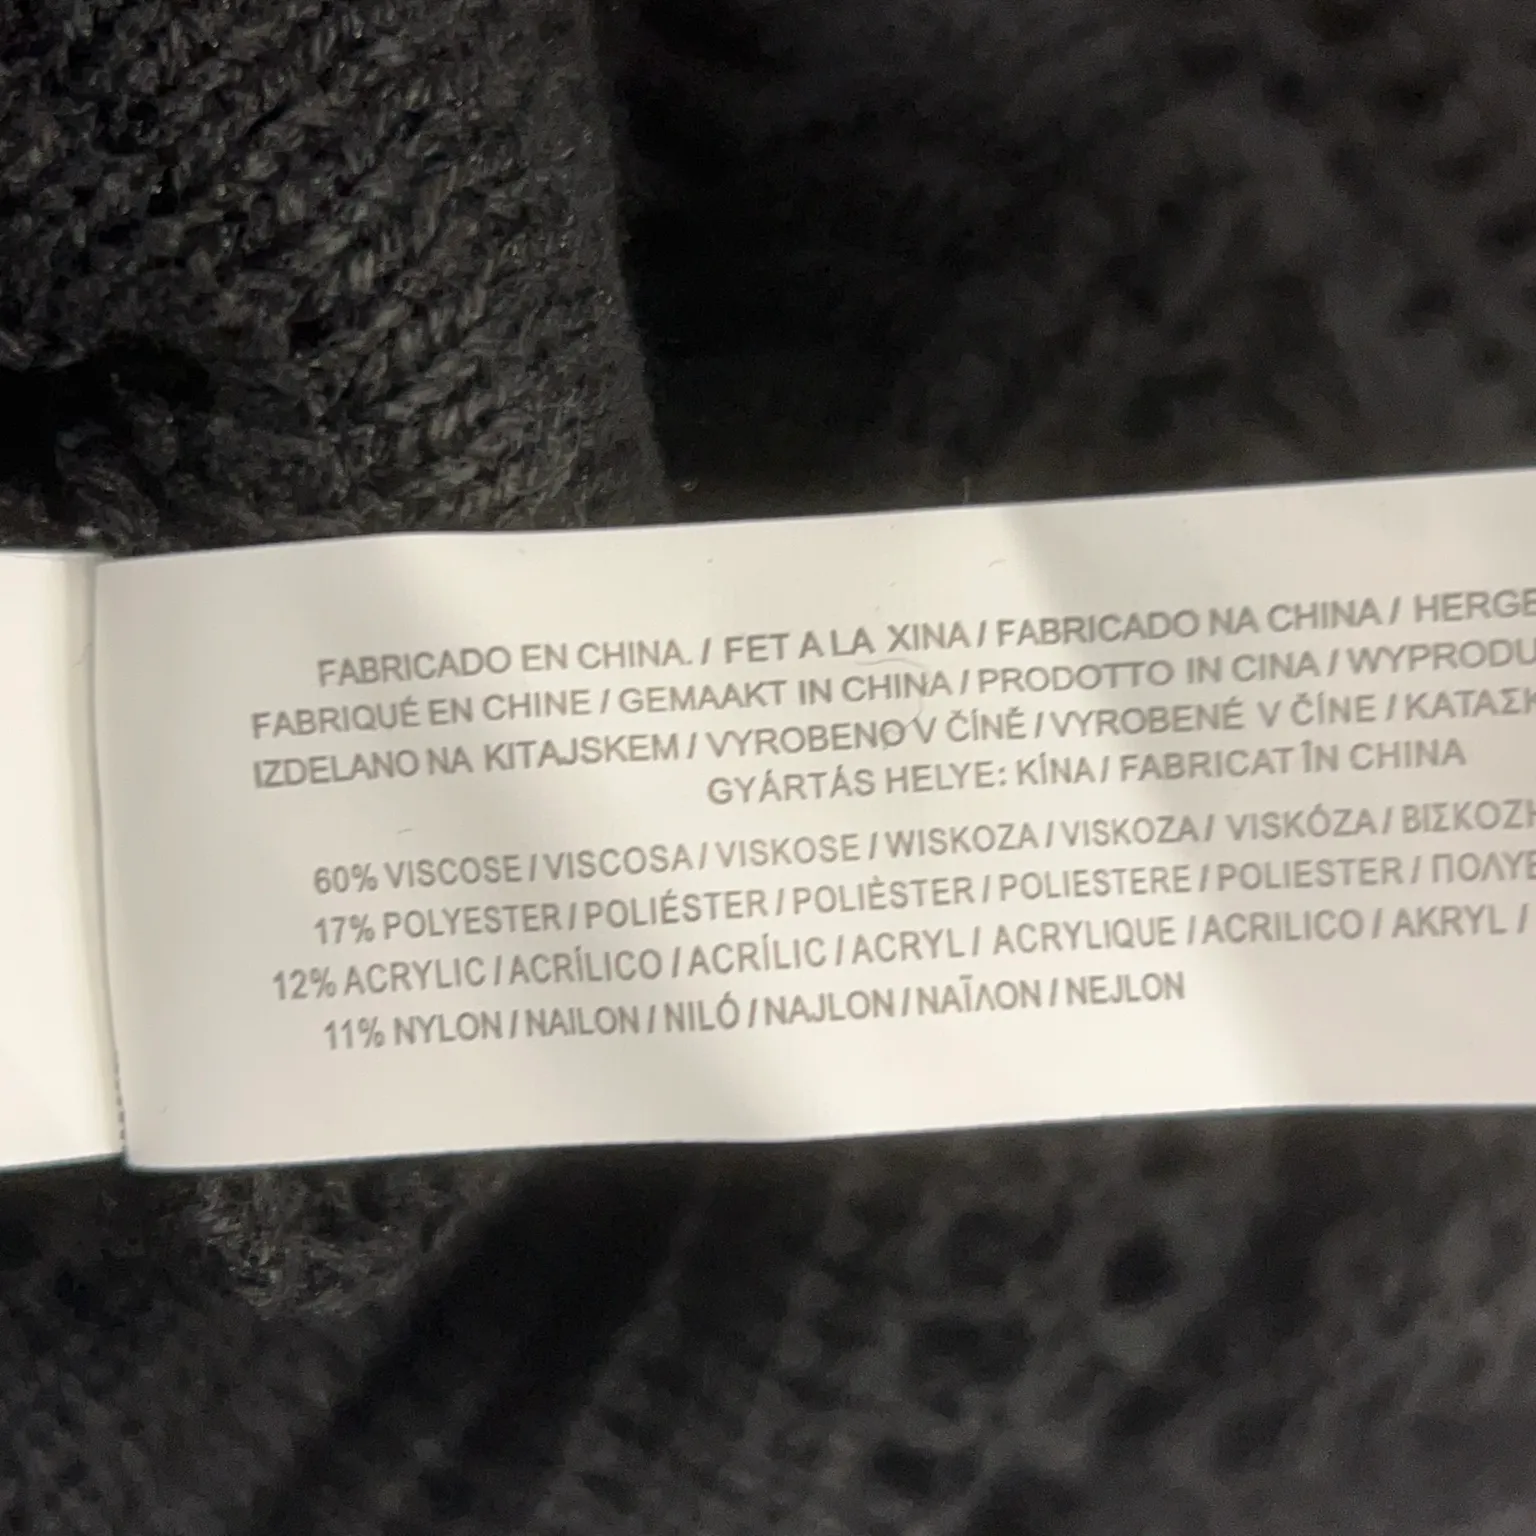 FABRICADO EN CHINA. / FET A LA XINA / FABRICADO NA CHINA / HERGE
FABRIQUÉ EN CHINE / GEMAAKT IN CHINA / PRODOTTO IN CINA / WYPRODU
IZDELANO NA KITAJSKEM / VYROBENO V ČÍNĚ / VYROBENÉ V ČÍNE / ΚΑΤΑΣΚ
GYÁRTÁS HELYE: KÍNA / FABRICAT ÎN CHINA
60% VISCOSE / VISCOSA / VISKOSE / WISKOZA / VISKOZA / VISKÓZA / ΒΙΣΚΟΖΗ
17% POLYESTER / POLIÉSTER / POLIÈSTER / POLIESTERE / POLIESTER / ΠΟΛΥΕ
12% ACRYLIC / ACRÍLICO / ACRÍLIC / ACRYL / ACRYLIQUE / ACRILICO / AKRYL /
11% NYLON / NAILON / NILÓ / NAJLON / ΝΑΪΛΟΝ / NEJLON